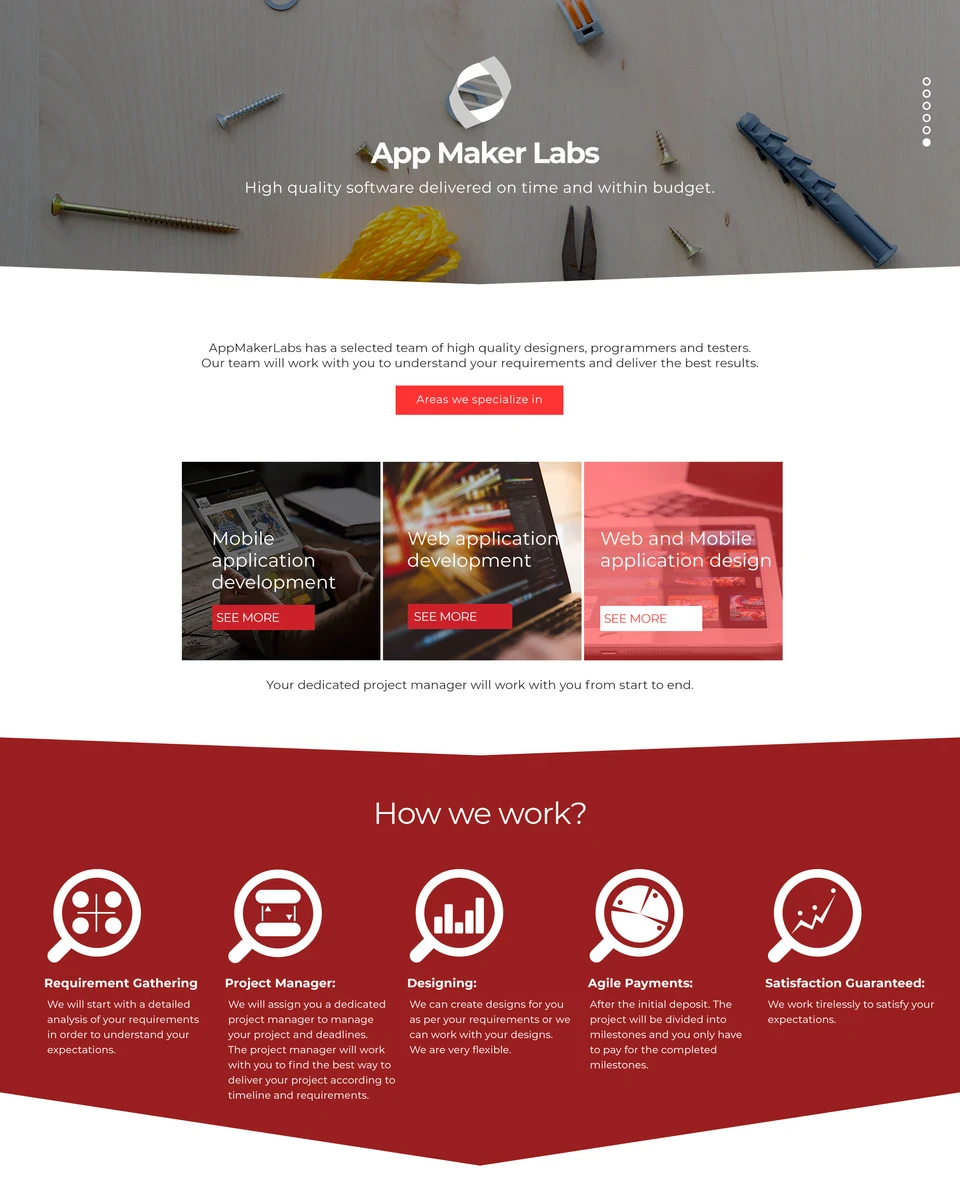 App Maker Labs
High quality software delivered on time and within budget.
AppMakerLabs has a selected team of high quality designers, programmers and testers.
Our team will work with you to understand your requirements and deliver the best results.
Areas we specialize in
Mobile
application
development
SEE MORE
Web application
development
SEE MORE
Web and Mobile
application design
SEE MORE
Your dedicated project manager will work with you from start to end.
How we work?
Requirement Gathering
We will start with a detailed
analysis of your requirements
in order to understand your
expectations.
Project Manager:
We will assign you a dedicated
project manager to manage
your project and deadlines.
The project manager will work
with you to find the best way to
deliver your project according to
timeline and requirements.
Designing:
We can create designs for you
as per your requirements or we
can work with your designs.
We are very flexible.
Agile Payments:
After the initial deposit. The
project will be divided into
milestones and you only have
to pay for the completed
milestones.
Satisfaction Guaranteed:
We work tirelessly to satisfy your
expectations.